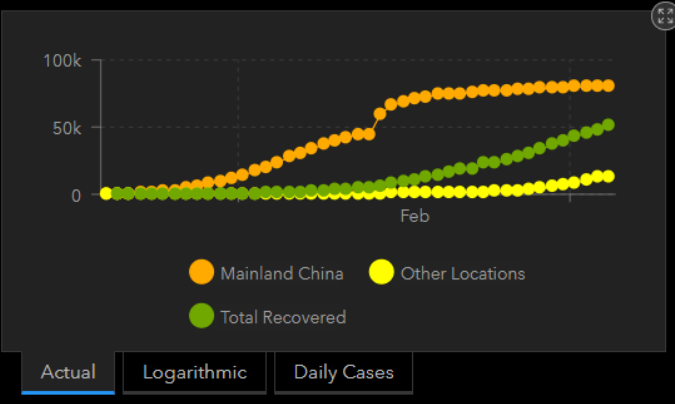 100k
50k
0
Feb
Mainland China
Other Locations
Total Recovered
Actual
Logarithmic
Daily Cases